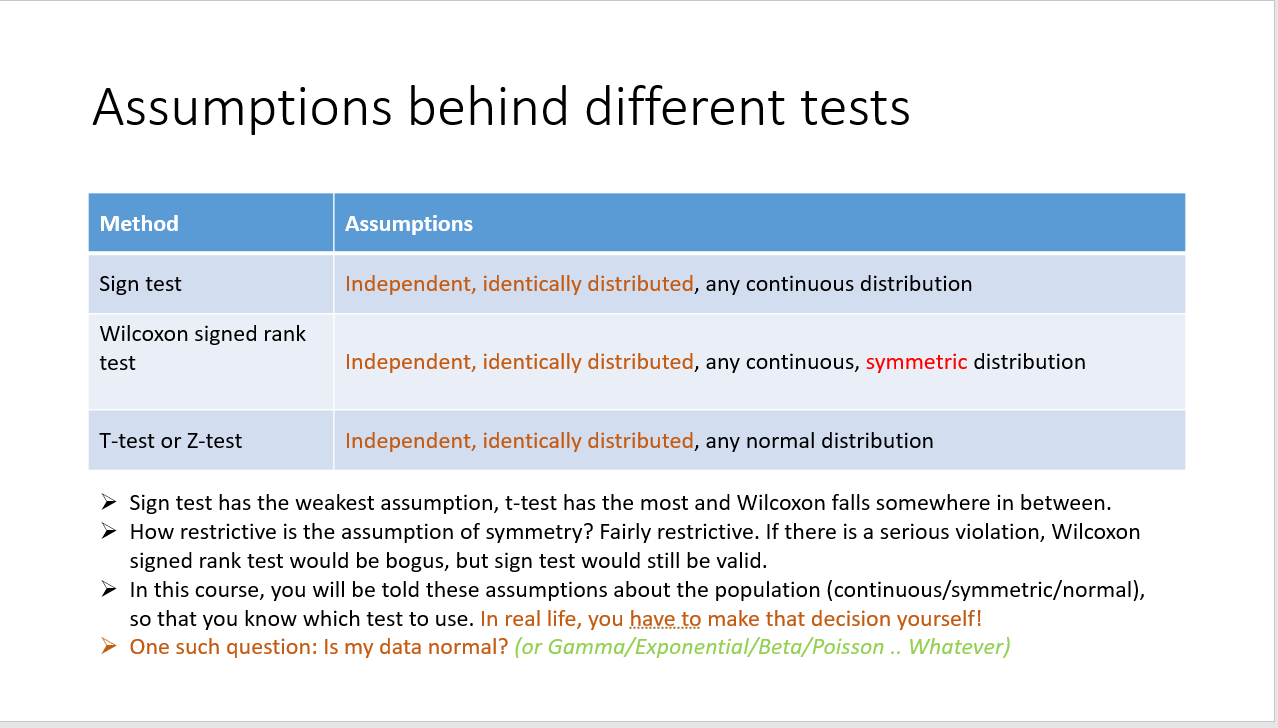 Assumptions behind different tests
Method Assumptions
Sign test Independent, identically distributed, any continuous distribution
Wilcoxon signed rank
test
Independent, identically distributed, any continuous, symmetric distribution
T-test or Z-test Independent, identically distributed, any normal distribution
➢ Sign test has the weakest assumption, t-test has the most and Wilcoxon falls somewhere in between.
➢ How restrictive is the assumption of symmetry? Fairly restrictive. If there is a serious violation, Wilcoxon
signed rank test would be bogus, but sign test would still be valid.
➢ In this course, you will be told these assumptions about the population (continuous/symmetric/normal),
so that you know which test to use. In real life, you have to make that decision yourself!
➢ One such question: Is my data normal? (or Gamma/Exponential/Beta/Poisson .. Whatever)